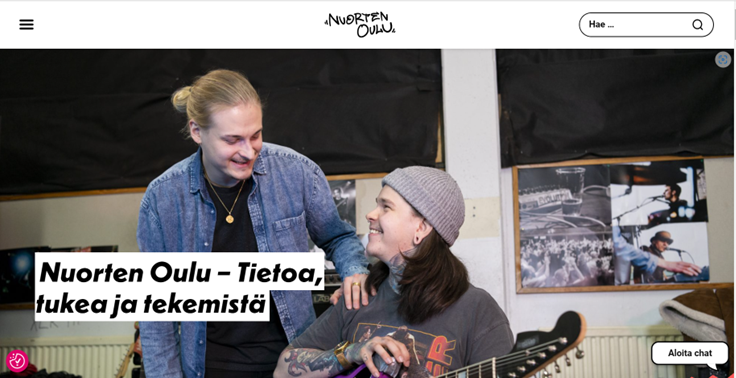 NUORTEN
OULU
Hae ...
Nuorten Oulu – Tietoa,
tukea ja tekemistä
Aloita chat